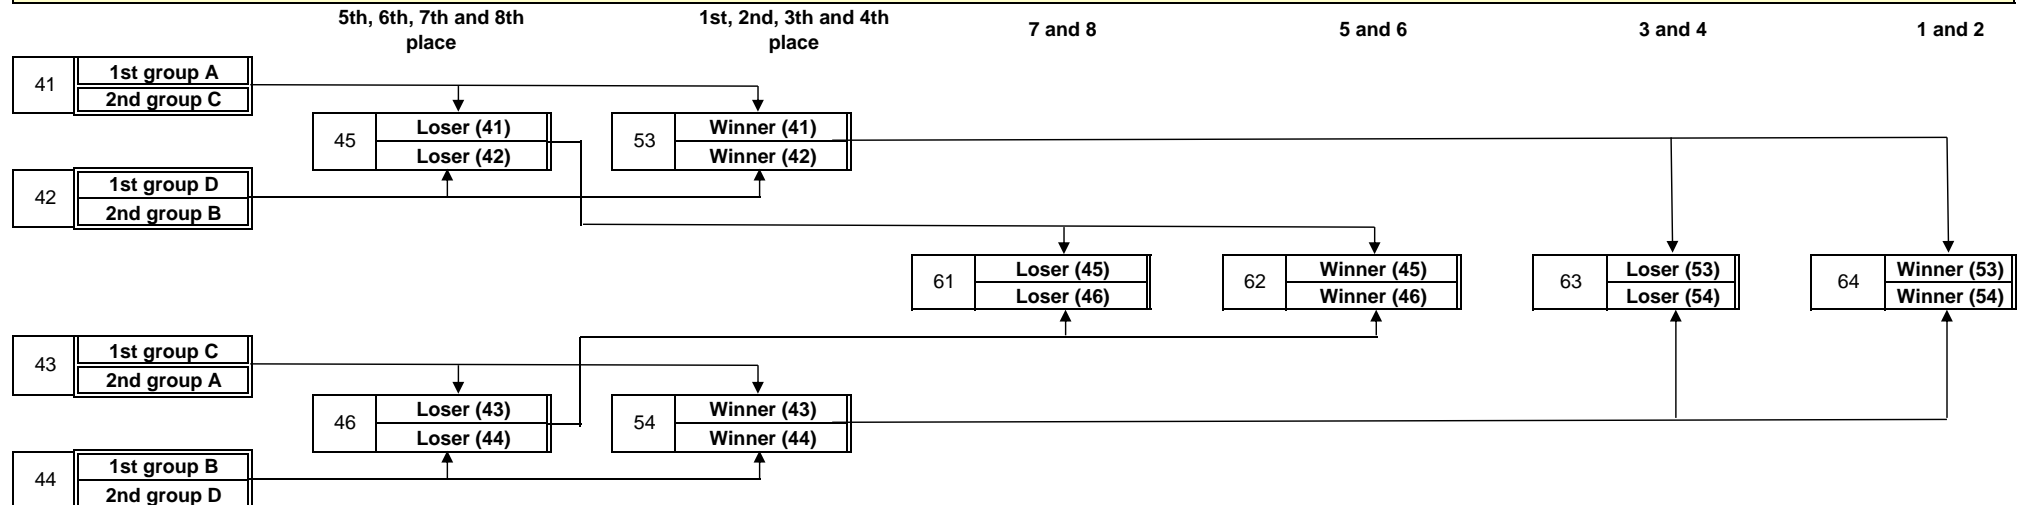 5th, 6th, 7th and 8th
place
1st, 2nd, 3th and 4th
place
7 and 8
5 and 6
3 and 4
1 and 2
41
1st group A
2nd group C
45
Loser (41)
Loser (42)
53
Winner (41)
Winner (42)
42
1st group D
2nd group B
61
Loser (45)
Loser (46)
62
Winner (45)
Winner (46)
63
Loser (53)
Loser (54)
64
Winner (53)
Winner (54)
43
1st group C
2nd group A
46
Loser (43)
Loser (44)
54
Winner (43)
Winner (44)
44
1st group B
2nd group D